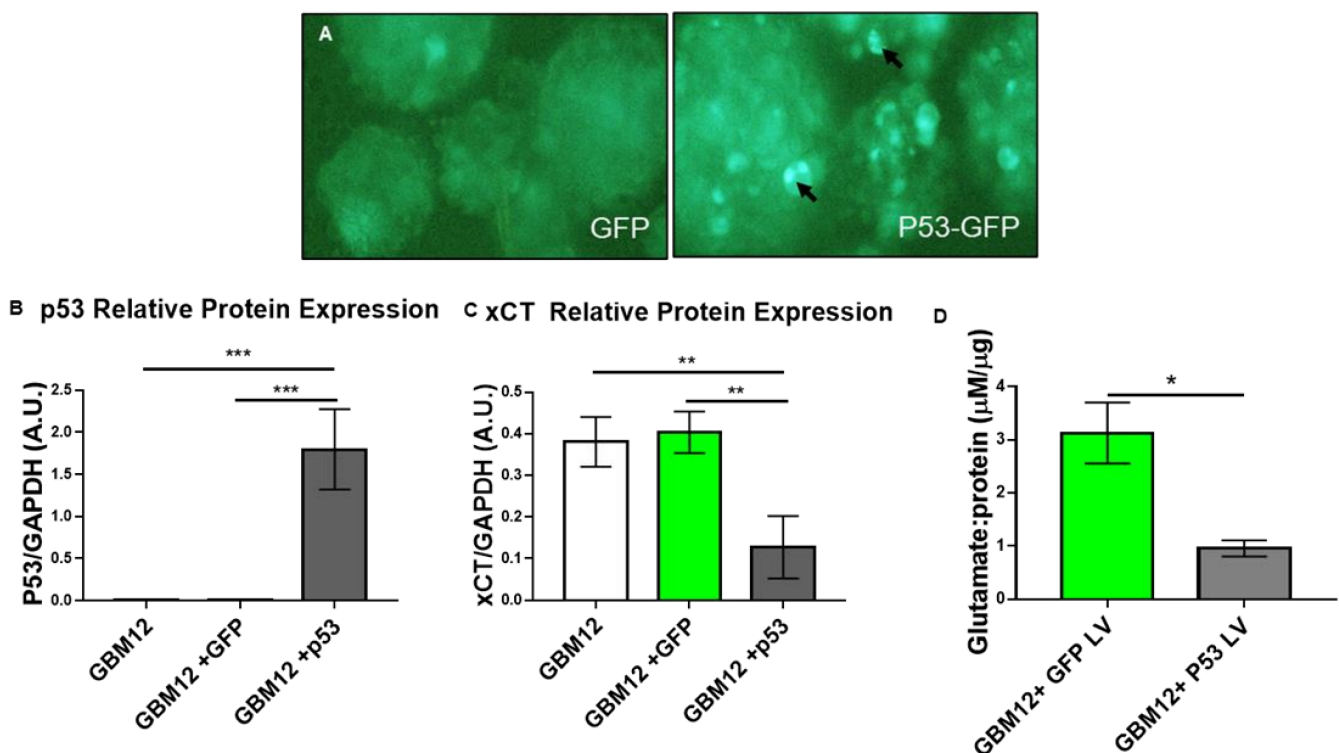 A
GFP
P53-GFP
B p53 Relative Protein Expression
***
***
P53/GAPDH (A.U.)
2.5
2.0
1.5
1.0
0.5
0.0
GBM12
GBM12 +GFP
GBM12 +p53
C xCT Relative Protein Expression
**
**
xCT/GAPDH (A.U.)
0.5
0.4
0.3
0.2
0.1
0.0
GBM12
GBM12 +GFP
GBM12 +p53
D
*
Glutamate:protein (µM/µg)
4
3
2
1
0
GBM12+ GFP LV
GBM12+ P53 LV